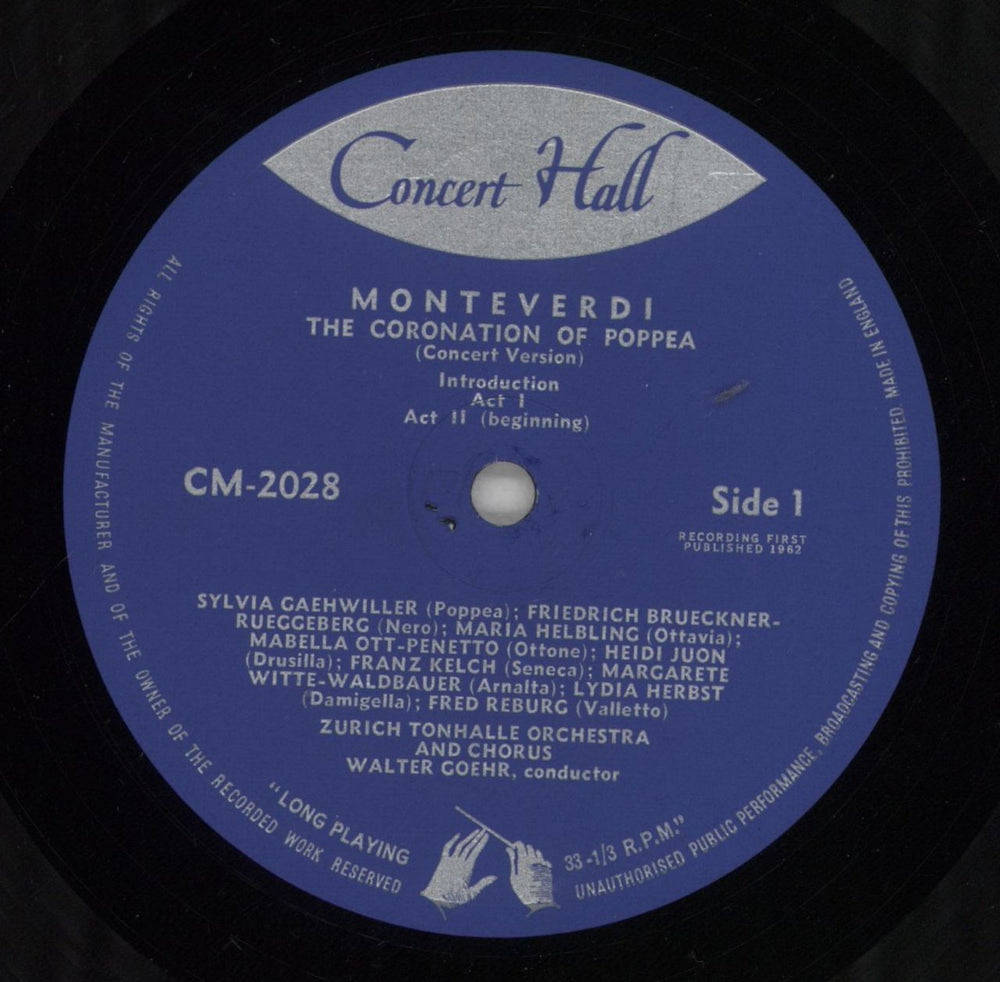 Concert Hall
MONTEVERDI
THE CORONATION OF POPPEA
(Concert Version)
Introduction
Act I
Act II (beginning)
CM-2028
Side 1
RECORDING FIRST
PUBLISHED 1962
SYLVIA GAEHWILLER (Poppea); FRIEDRICH BRUECKNER-
RUEGGEBERG (Nero); MARIA HELBLING (Ottavia);
MABELLA OTT-PENETTO (Ottone); HEIDI JUON
(Drusilla); FRANZ KELCH (Seneca); MARGARETE
WITTE-WALDBAUER (Arnalta); LYDIA HERBST
(Damigella); FRED REBURG (Valletto)
ZURICH TONHALLE ORCHESTRA
AND CHORUS
WALTER GOEHR, conductor
"LONG PLAYING
33-1/3 R.P.M."
ALL RIGHTS OF THE MANUFACTURER AND OF THE OWNER OF THE RECORDED WORK RESERVED
UNAUTHORISED PUBLIC PERFORMANCE, BROADCASTING AND COPYING OF THIS PROHIBITED MADE IN ENGLAND